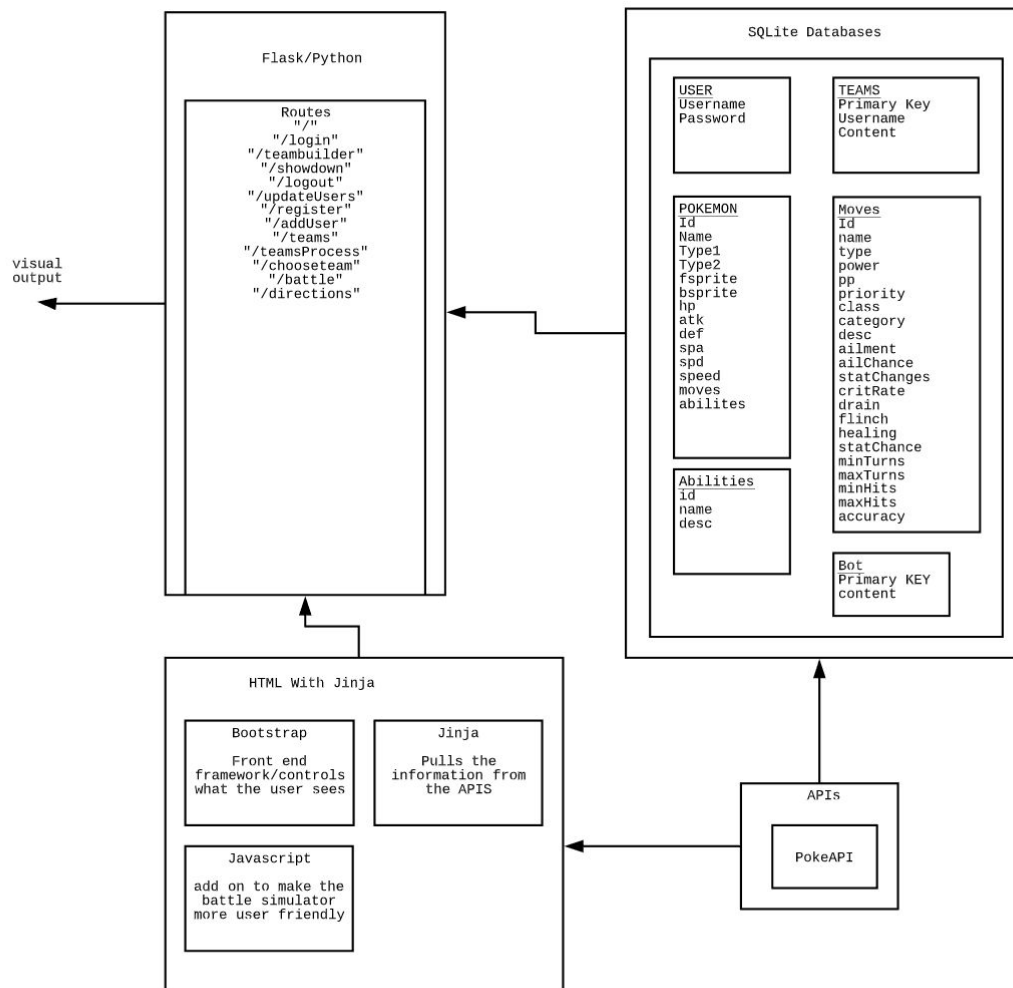 Flask/Python
Routes
"/"
"/login"
"/teambuilder"
"/showdown"
"/logout"
"/updateUsers"
"/register"
"/addUser"
"/teams"
"/teamsProcess"
"/chooseteam"
"/battle"
"/directions"
visual
output
SQLite Databases
USER
Username
Password
TEAMS
Primary Key
Username
Content
POKEMON
Id
Name
Type1
Type2
fsprite
bsprite
hp
atk
def
spa
spd
speed
moves
abilites
Moves
Id
name
type
power
pp
priority
class
category
desc
ailment
ailChance
statChanges
critRate
drain
flinch
healing
statChance
minTurns
maxTurns
minHits
maxHits
accuracy
Abilities
id
name
desc
Bot
Primary KEY
content
HTML With Jinja
Bootstrap
Front end
framework/controls
what the user sees
Jinja
Pulls the
information from
the APIS
Javascript
add on to make the
battle simulator
more user friendly
APIs
PokeAPI